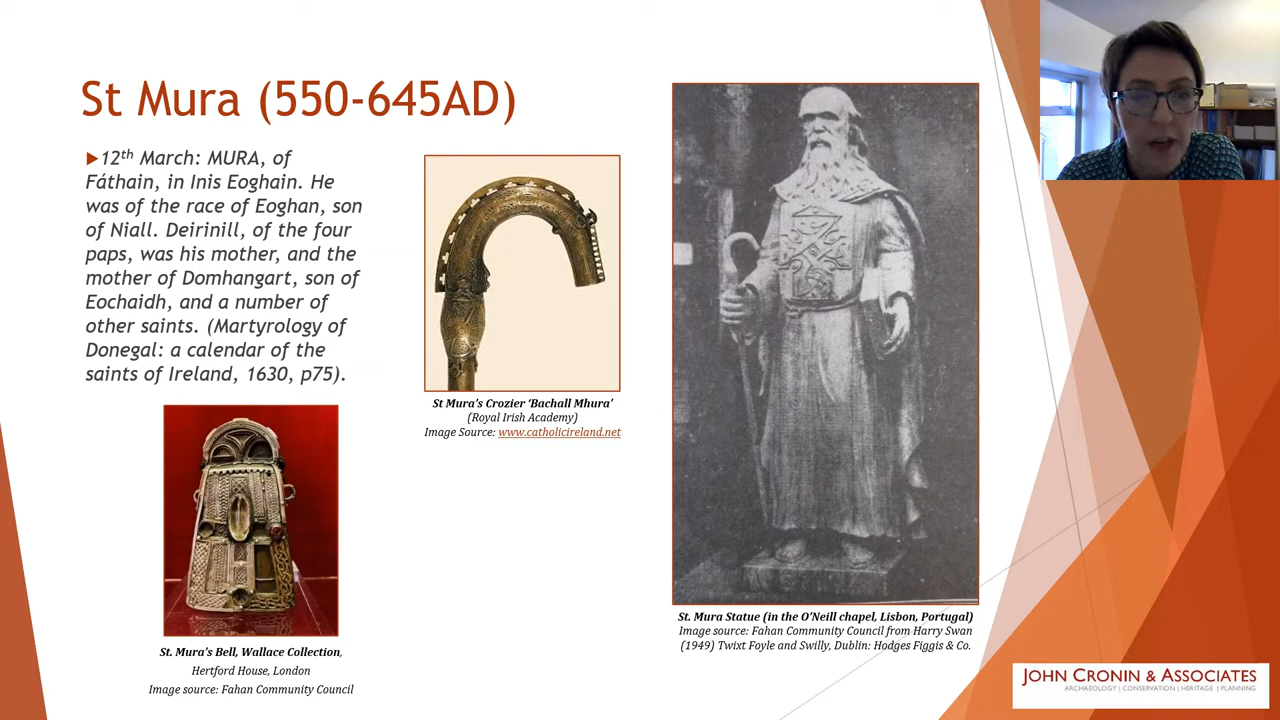 St Mura (550-645AD)
12th March: MURA, of
Fáthain, in Inis Eoghain. He
was of the race of Eoghan, son
of Niall. Deirinill, of the four
paps, was his mother, and the
mother of Domhangart, son of
Eochaidh, and a number of
other saints. (Martyrology of
Donegal: a calendar of the
saints of Ireland, 1630, p75).
St. Mura's Bell, Wallace Collection,
Hertford House, London
Image source: Fahan Community Council
St Mura's Crozier 'Bachall Mhura'
(Royal Irish Academy)
Image Source: www.catholicireland.net
St. Mura Statue (in the O'Neill chapel, Lisbon, Portugal)
Image source: Fahan Community Council from Harry Swan
(1949) Twixt Foyle and Swilly, Dublin: Hodges Figgis & Co.
JOHN CRONIN & ASSOCIATES
ARCHAEOLOGY | CONSERVATION | HERITAGE | PLANNING